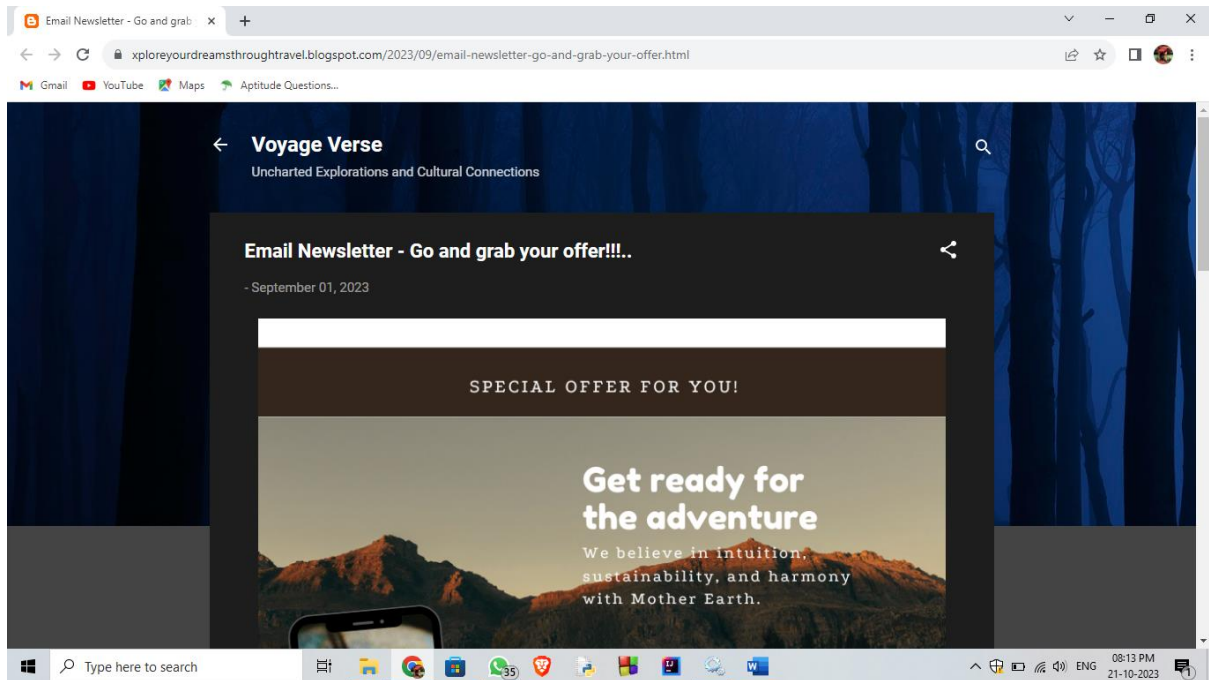 Email Newsletter - Go and grab
xploreyourdreamsthroughtravel.blogspot.com/2023/09/email-newsletter-go-and-grab-your-offer.html
Gmail YouTube Maps Aptitude Questions...
Voyage Verse
Uncharted Explorations and Cultural Connections
Email Newsletter - Go and grab your offer!!!..
- September 01, 2023
SPECIAL OFFER FOR YOU!
Get ready for
the adventure
We believe in intuition,
sustainability, and harmony
with Mother Earth.
Type here to search
35
ENG
08:13 PM
21-10-2023
1